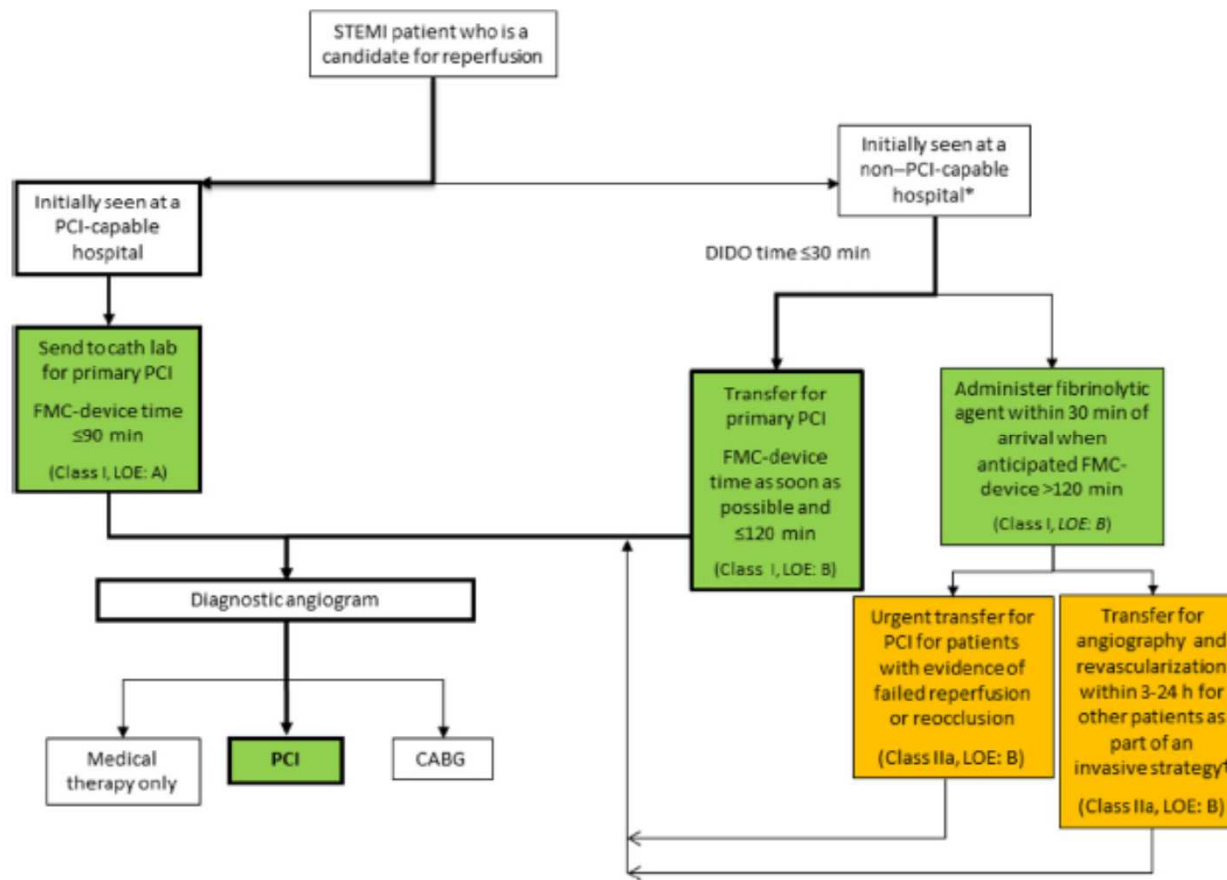 STEMI patient who is a
candidate for reperfusion
Initially seen at a
PCI-capable
hospital
Initially seen at a
non–PCI-capable
hospital*
DIDO time ≤30 min
Send to cath lab
for primary PCI
FMC-device time
≤90 min
(Class I, LOE: A)
Transfer for
primary PCI
FMC-device
time as soon as
possible and
≤120 min
(Class I, LOE: B)
Administer fibrinolytic
agent within 30 min of
arrival when
anticipated FMC-
device >120 min
(Class I, LOE: B)
Diagnostic angiogram
Medical
therapy only
PCI
CABG
Urgent transfer for
PCI for patients
with evidence of
failed reperfusion
or reocclusion
(Class IIa, LOE: B)
Transfer for
angiography and
revascularization
within 3-24 h for
other patients as
part of an
invasive strategy†
(Class IIa, LOE: B)